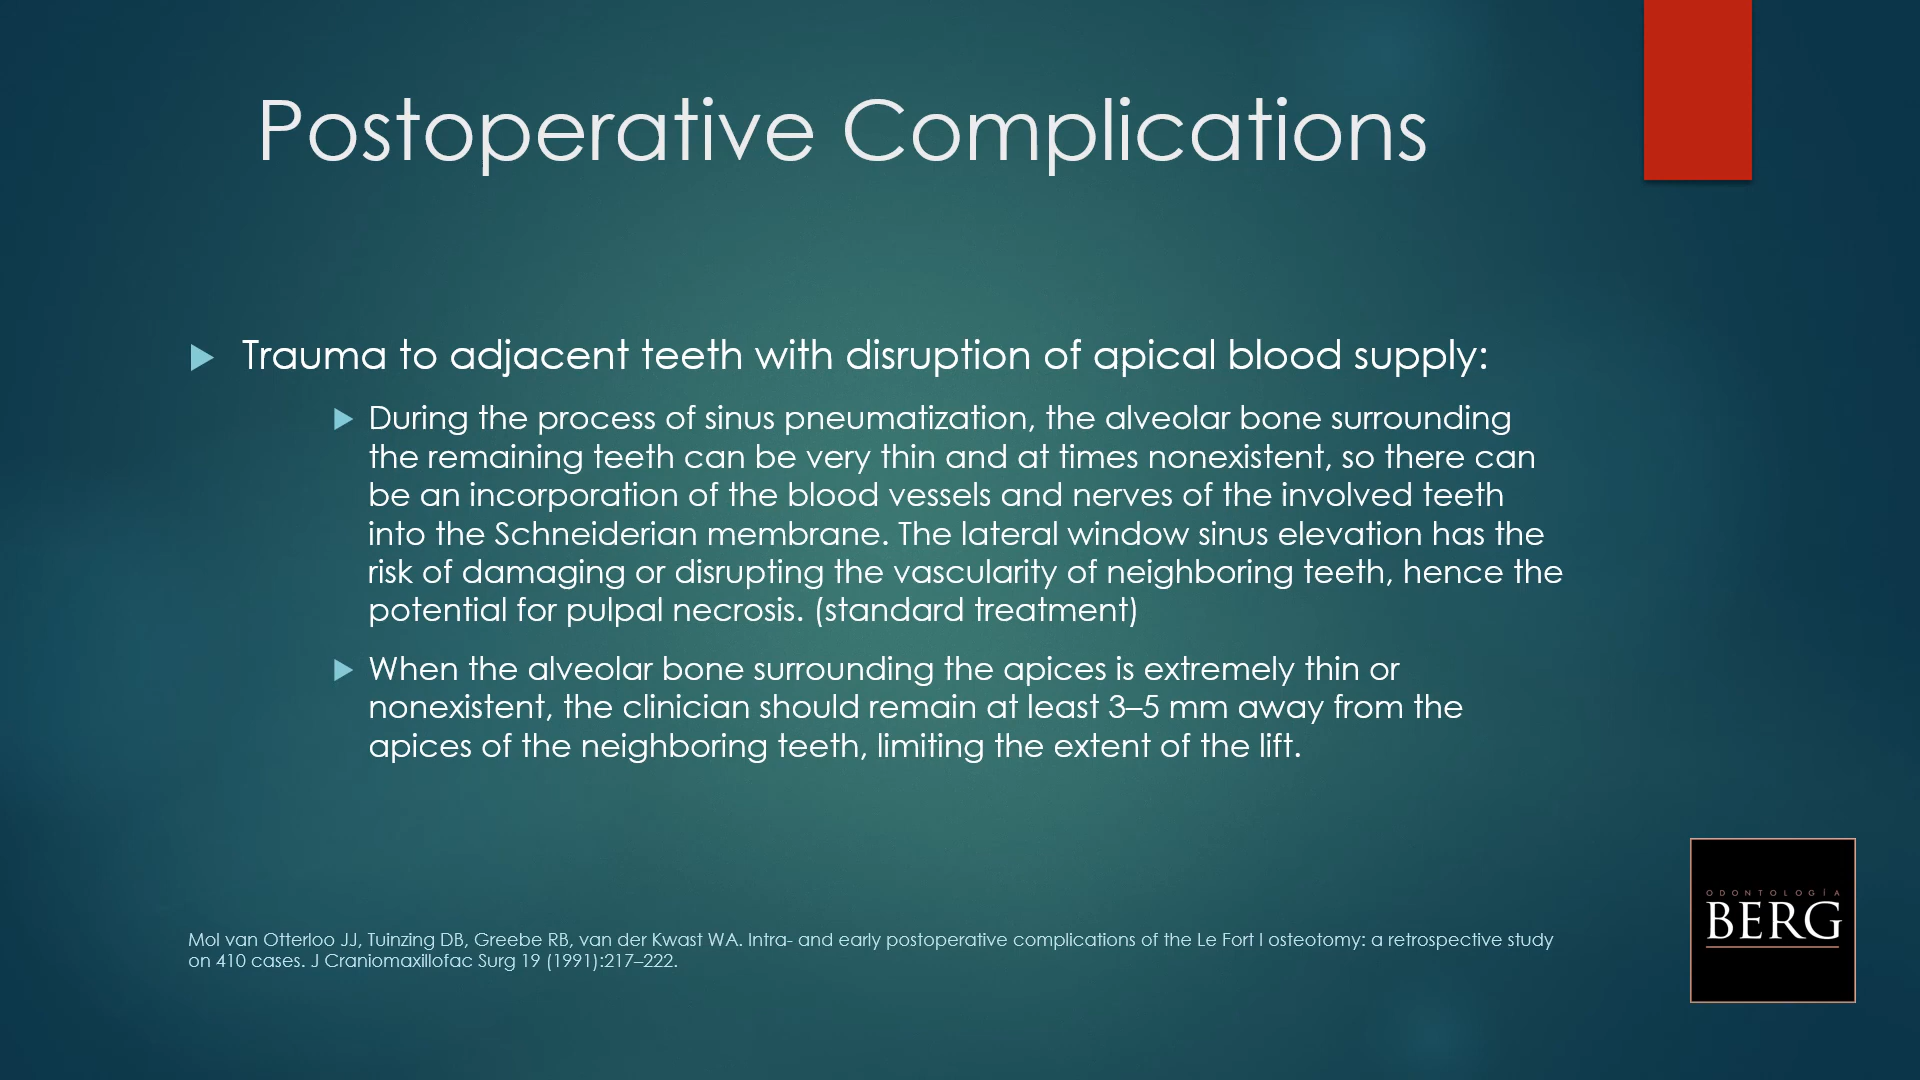 Postoperative Complications
Trauma to adjacent teeth with disruption of apical blood supply:
During the process of sinus pneumatization, the alveolar bone surrounding
the remaining teeth can be very thin and at times nonexistent, so there can
be an incorporation of the blood vessels and nerves of the involved teeth
into the Schneiderian membrane. The lateral window sinus elevation has the
risk of damaging or disrupting the vascularity of neighboring teeth, hence the
potential for pulpal necrosis. (standard treatment)
When the alveolar bone surrounding the apices is extremely thin or
nonexistent, the clinician should remain at least 3–5 mm away from the
apices of the neighboring teeth, limiting the extent of the lift.
Mol van Otterloo JJ, Tuinzing DB, Greebe RB, van der Kwast WA. Intra- and early postoperative complications of the Le Fort I osteotomy: a retrospective study
on 410 cases. J Craniomaxillofac Surg 19 (1991):217–222.
ODONTOLOGÍA
BERG